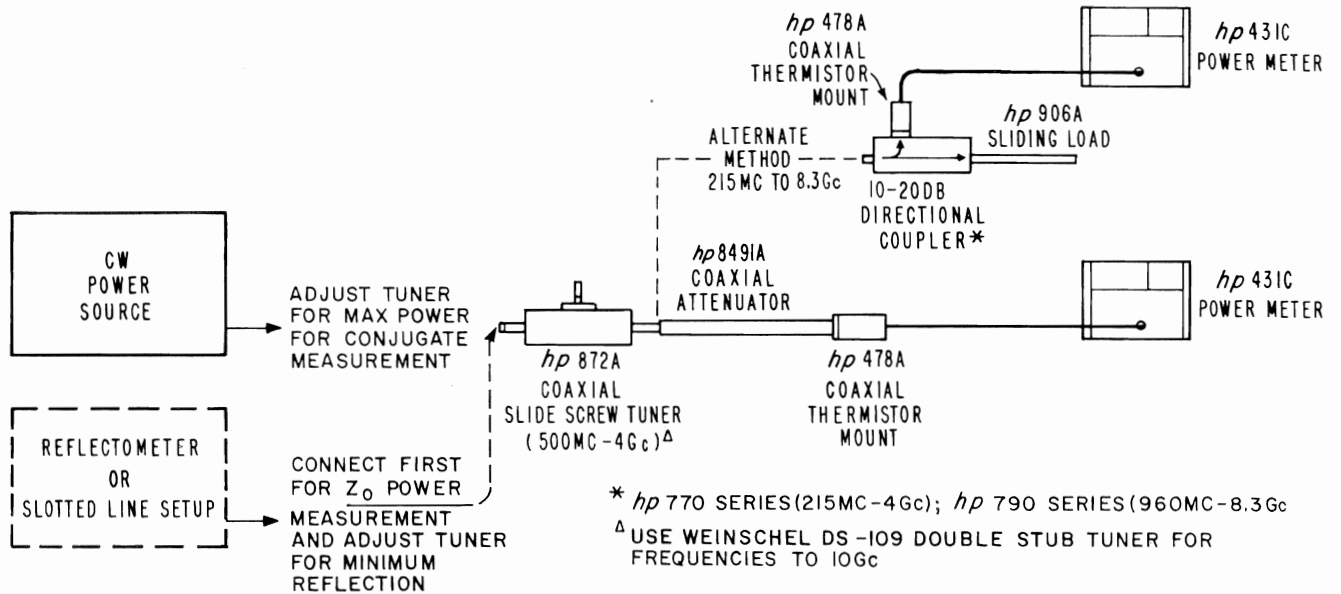 hp 478A
COAXIAL
THERMISTOR
MOUNT
hp 431C
POWER METER
hp 906A
SLIDING LOAD
ALTERNATE
METHOD
215MC TO 8.3Gc
10-20DB
DIRECTIONAL
COUPLER*
CW
POWER
SOURCE
ADJUST TUNER
FOR MAX POWER
FOR CONJUGATE
MEASUREMENT
hp 8491A
COAXIAL
ATTENUATOR
hp 431C
POWER METER
hp 872A
COAXIAL
SLIDE SCREW TUNER
(500MC-4Gc)Δ
hp 478A
COAXIAL
THERMISTOR
MOUNT
REFLECTOMETER
OR
SLOTTED LINE SETUP
CONNECT FIRST
FOR Z₀ POWER
MEASUREMENT
AND ADJUST TUNER
FOR MINIMUM
REFLECTION
* hp 770 SERIES(215MC-4Gc); hp 790 SERIES(960MC-8.3Gc
Δ USE WEINSCHEL DS-109 DOUBLE STUB TUNER FOR
FREQUENCIES TO 10Gc